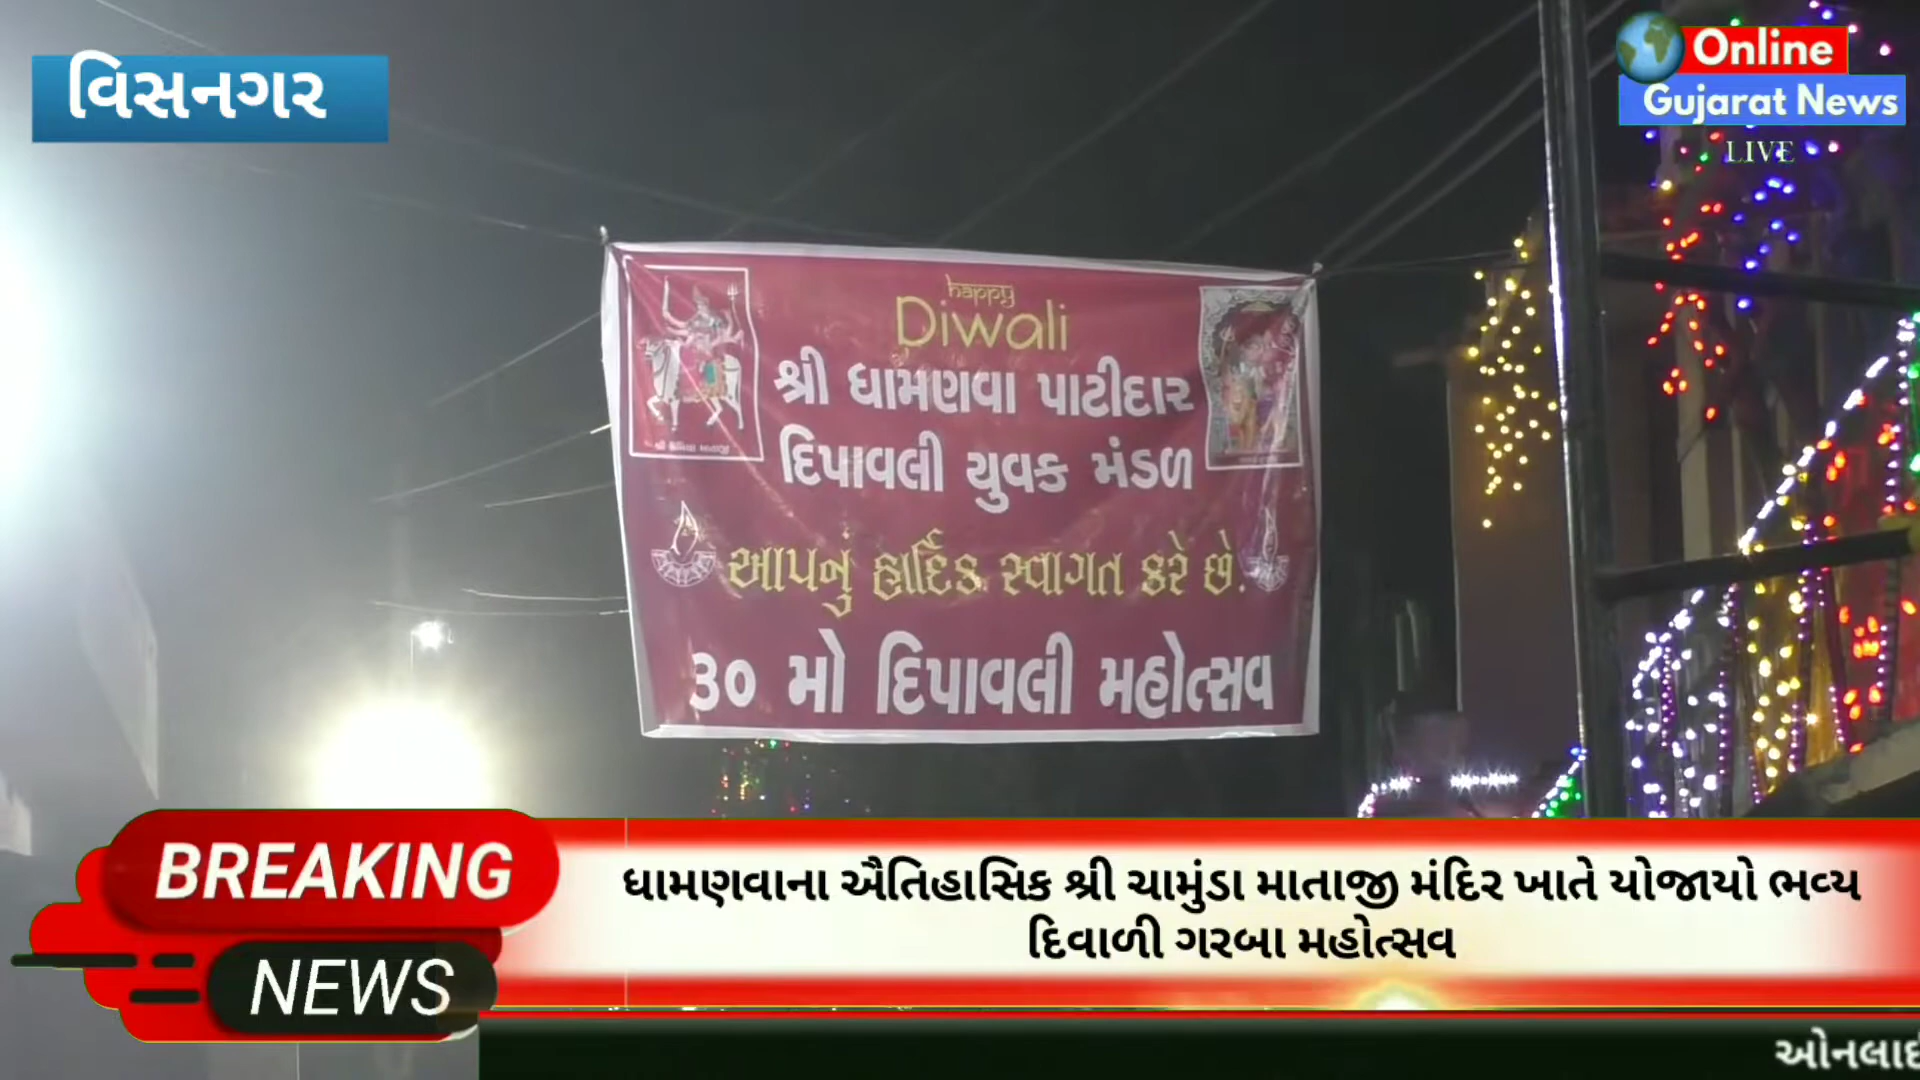 વિસનગર
Online
Gujarat News
LIVE
happy
Diwali
શ્રી ધામણવા પાટીદાર
દિપાવલી યુવક મંડળ
આપનું હાર્દિક સ્વાગત કરે છે.
૩૦ મો દિપાવલી મહોત્સવ
BREAKING
NEWS
ધામણવાના ઐતિહાસિક શ્રી ચામુંડા માતાજી મંદિર ખાતે યોજાયો ભવ્ય
દિવાળી ગરબા મહોત્સવ